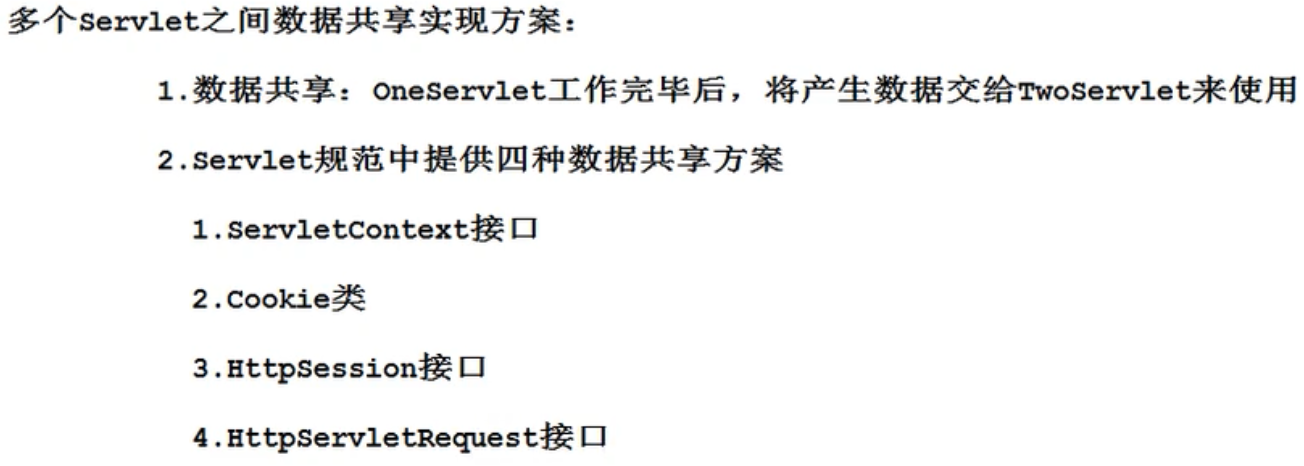 多个Servlet之间数据共享实现方案：
1.数据共享：OneServlet工作完毕后，将产生数据交给TwoServlet来使用
2.Servlet规范中提供四种数据共享方案
1.ServletContext接口
2.Cookie类
3.HttpSession接口
4.HttpServletRequest接口